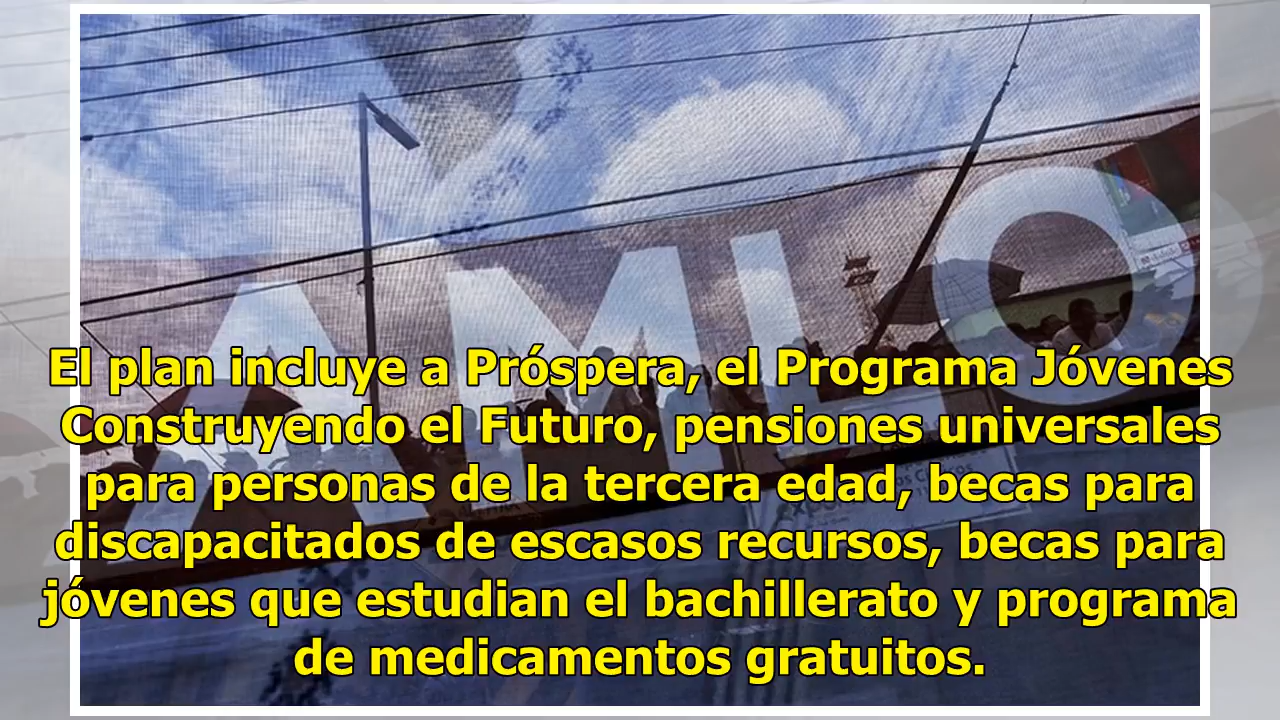 AMLO
El plan incluye a Próspera, el Programa Jóvenes
Construyendo el Futuro, pensiones universales
para personas de la tercera edad, becas para
discapacitados de escasos recursos, becas para
jóvenes que estudian el bachillerato y programa
de medicamentos gratuitos.